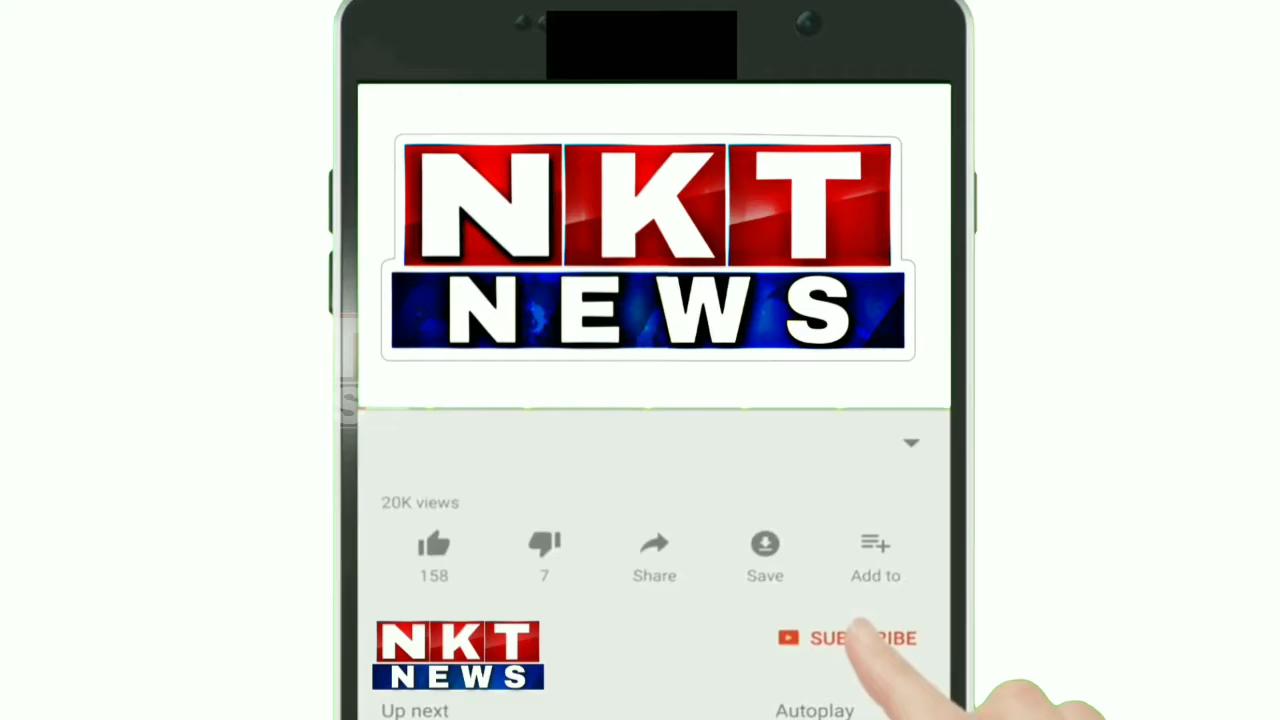 NKT
NEWS
20K views
158 7 Share Save Add to
NKT
NEWS
Up next Autoplay